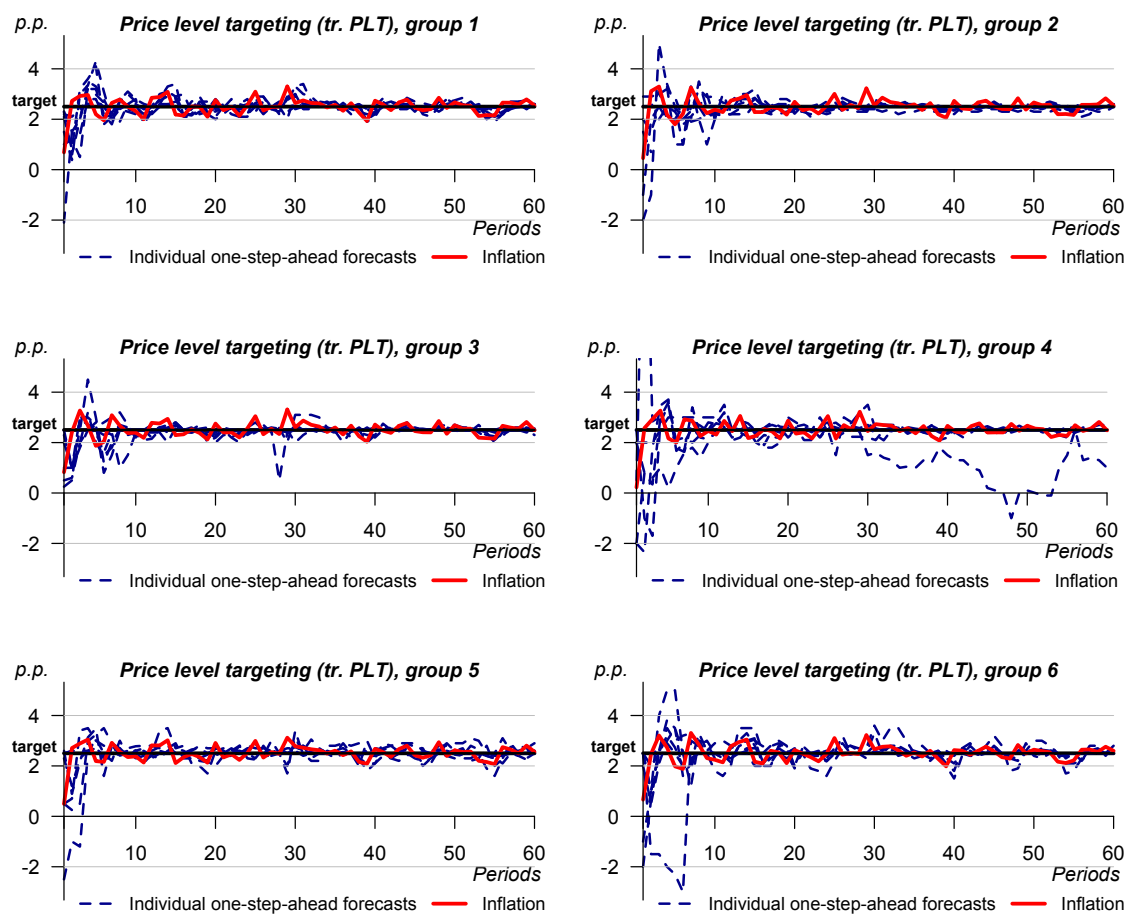 p.p. Price level targeting (tr. PLT), group 1
4
target
2
0
-2
10 20 30 40 50 60
Periods
Individual one-step-ahead forecasts Inflation
p.p. Price level targeting (tr. PLT), group 2
4
target
2
0
-2
10 20 30 40 50 60
Periods
Individual one-step-ahead forecasts Inflation
p.p. Price level targeting (tr. PLT), group 3
4
target
2
0
-2
10 20 30 40 50 60
Periods
Individual one-step-ahead forecasts Inflation
p.p. Price level targeting (tr. PLT), group 4
4
target
2
0
-2
10 20 30 40 50 60
Periods
Individual one-step-ahead forecasts Inflation
p.p. Price level targeting (tr. PLT), group 5
4
target
2
0
-2
10 20 30 40 50 60
Periods
Individual one-step-ahead forecasts Inflation
p.p. Price level targeting (tr. PLT), group 6
4
target
2
0
-2
10 20 30 40 50 60
Periods
Individual one-step-ahead forecasts Inflation